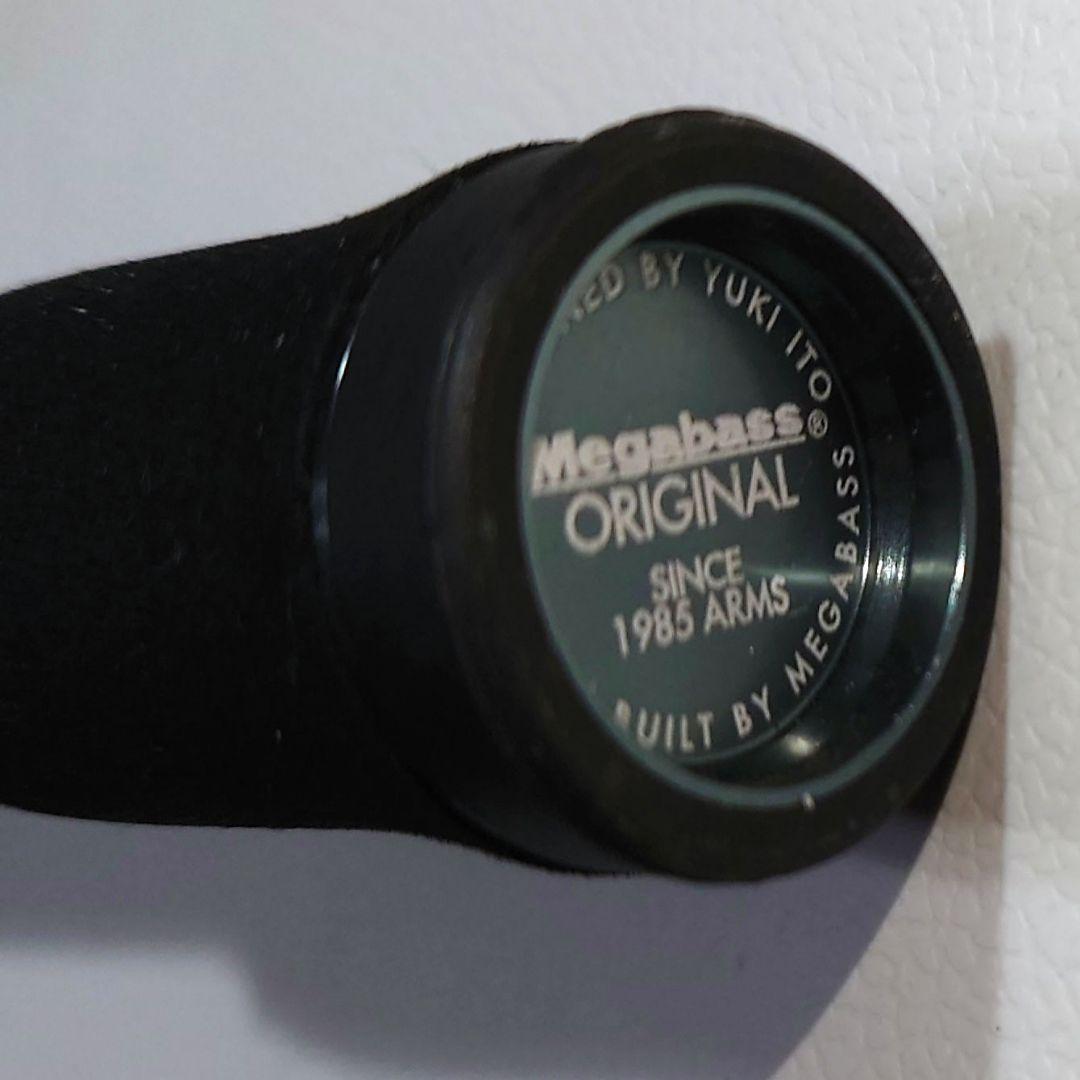 BY YUKI ITO
Megabass®
ORIGINAL
SINCE
1985 ARMS
BUILT BY MEGABASS